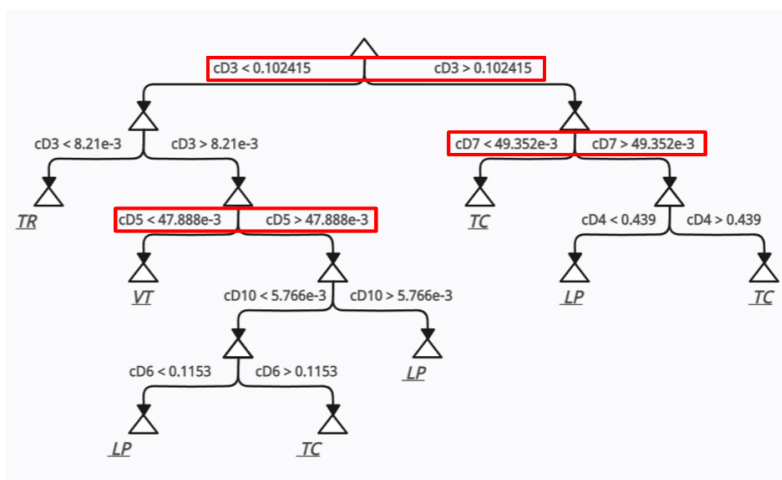 cD3 < 0.102415 cD3 > 0.102415
cD3 < 8.21e-3 cD3 > 8.21e-3 cD7 < 49.352e-3 cD7 > 49.352e-3
TR cD5 < 47.888e-3 cD5 > 47.888e-3 TC cD4 < 0.439 cD4 > 0.439
VT cD10 < 5.766e-3 cD10 > 5.766e-3 LP TC
cD6 < 0.1153 cD6 > 0.1153 LP
LP TC